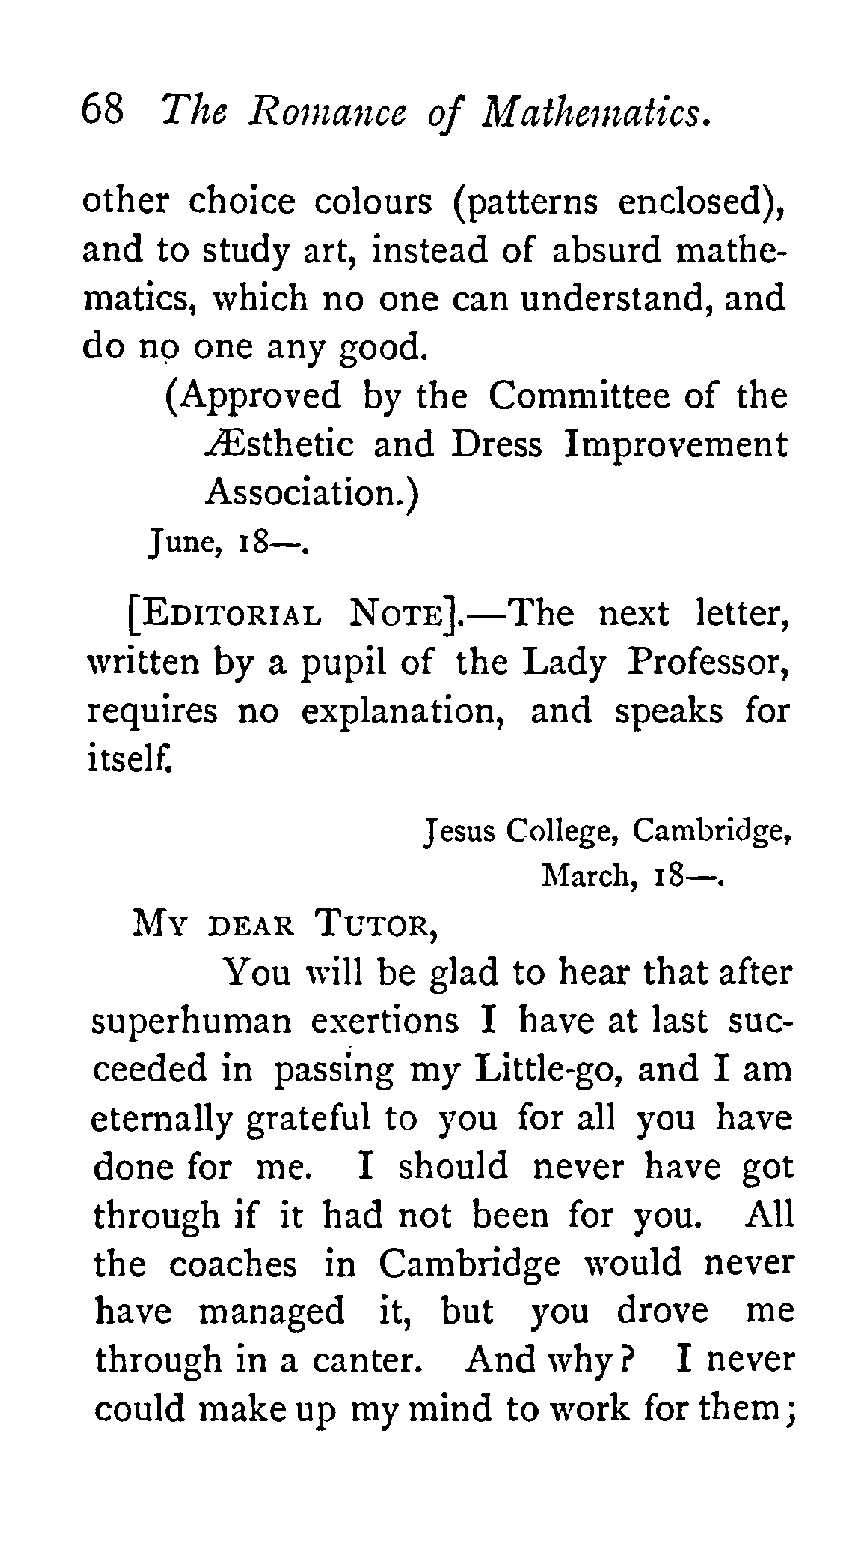 68 The Romance of Mathematics.
other choice colours (patterns enclosed),
and to study art, instead of absurd mathe-
matics, which no one can understand, and
do no one any good.
(Approved by the Committee of the
Æsthetic and Dress Improvement
Association.)
June, 18—.
[EDITORIAL NOTE].—The next letter,
written by a pupil of the Lady Professor,
requires no explanation, and speaks for
itself.
Jesus College, Cambridge,
March, 18—.
MY DEAR TUTOR,
You will be glad to hear that after
superhuman exertions I have at last suc-
ceeded in passing my Little-go, and I am
eternally grateful to you for all you have
done for me. I should never have got
through if it had not been for you. All
the coaches in Cambridge would never
have managed it, but you drove me
through in a canter. And why? I never
could make up my mind to work for them;